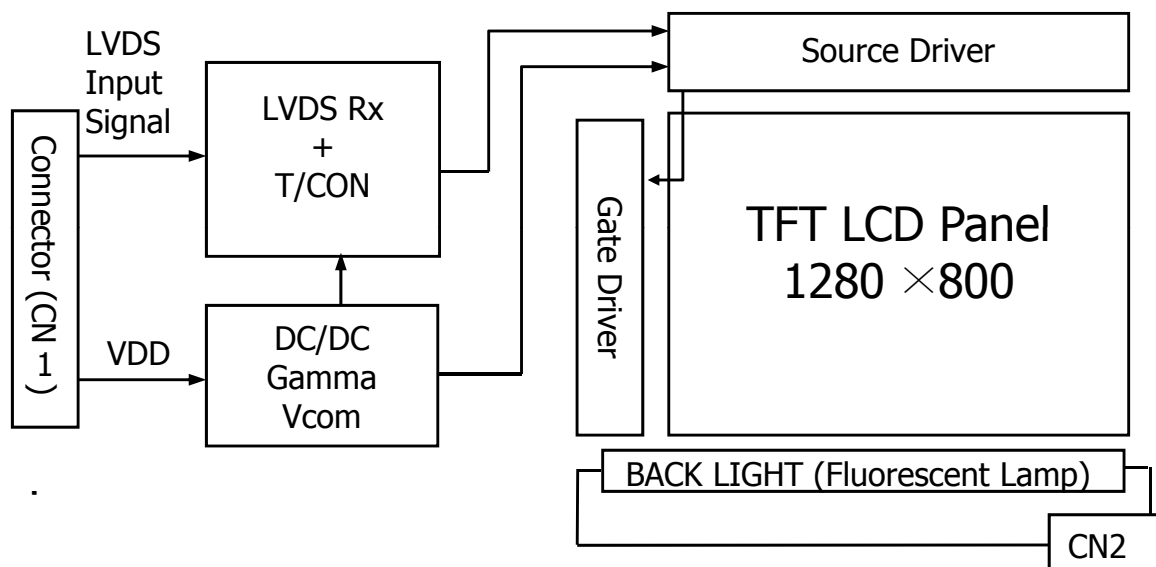 LVDS
Input
Signal
Connector (CN 1)
VDD
LVDS Rx
+
T/CON
DC/DC
Gamma
Vcom
Source Driver
Gate Driver
TFT LCD Panel
1280 ×800
BACK LIGHT (Fluorescent Lamp)
CN2
.